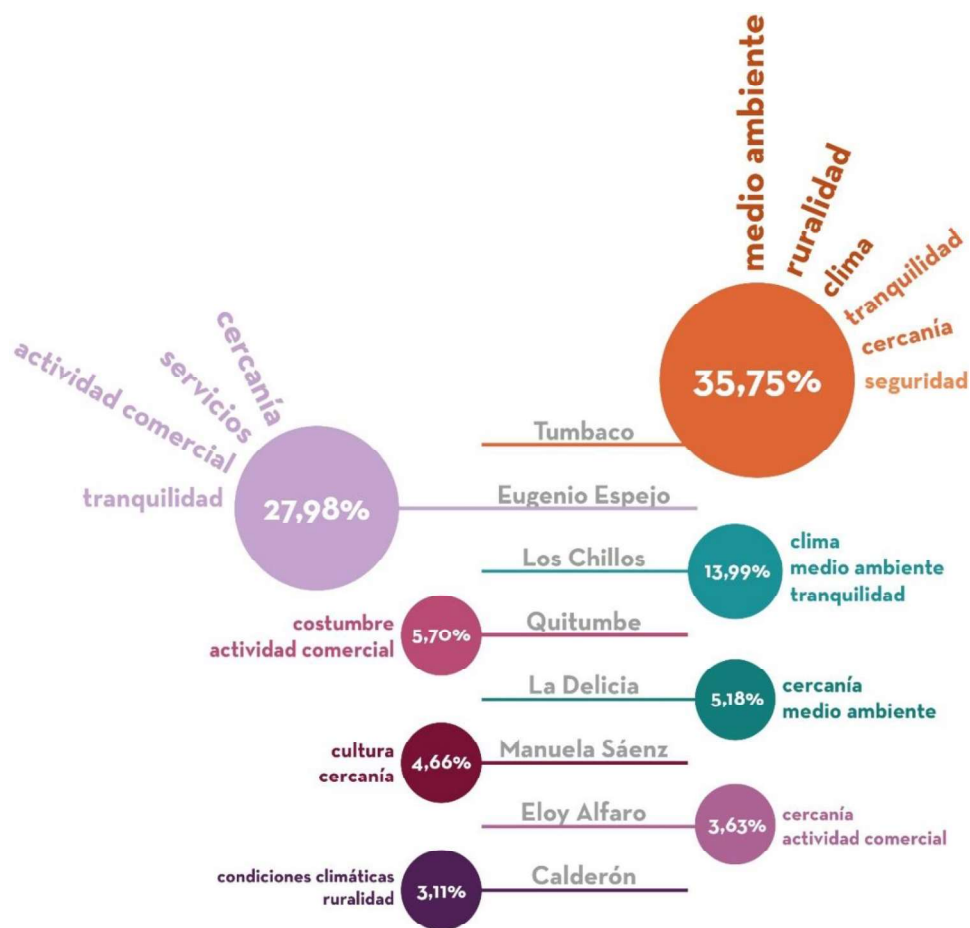 medio ambiente
ruralidad
clima
tranquilidad
cercanía
seguridad
35,75%
Tumbaco
cercanía
servicios
actividad comercial
tranquilidad
27,98%
Eugenio Espejo
Los Chillos
13,99%
clima
medio ambiente
tranquilidad
costumbre
actividad comercial
5,70%
Quitumbe
La Delicia
5,18%
cercanía
medio ambiente
cultura
cercanía
4,66%
Manuela Sáenz
Eloy Alfaro
3,63%
cercanía
actividad comercial
condiciones climáticas
ruralidad
3,11%
Calderón